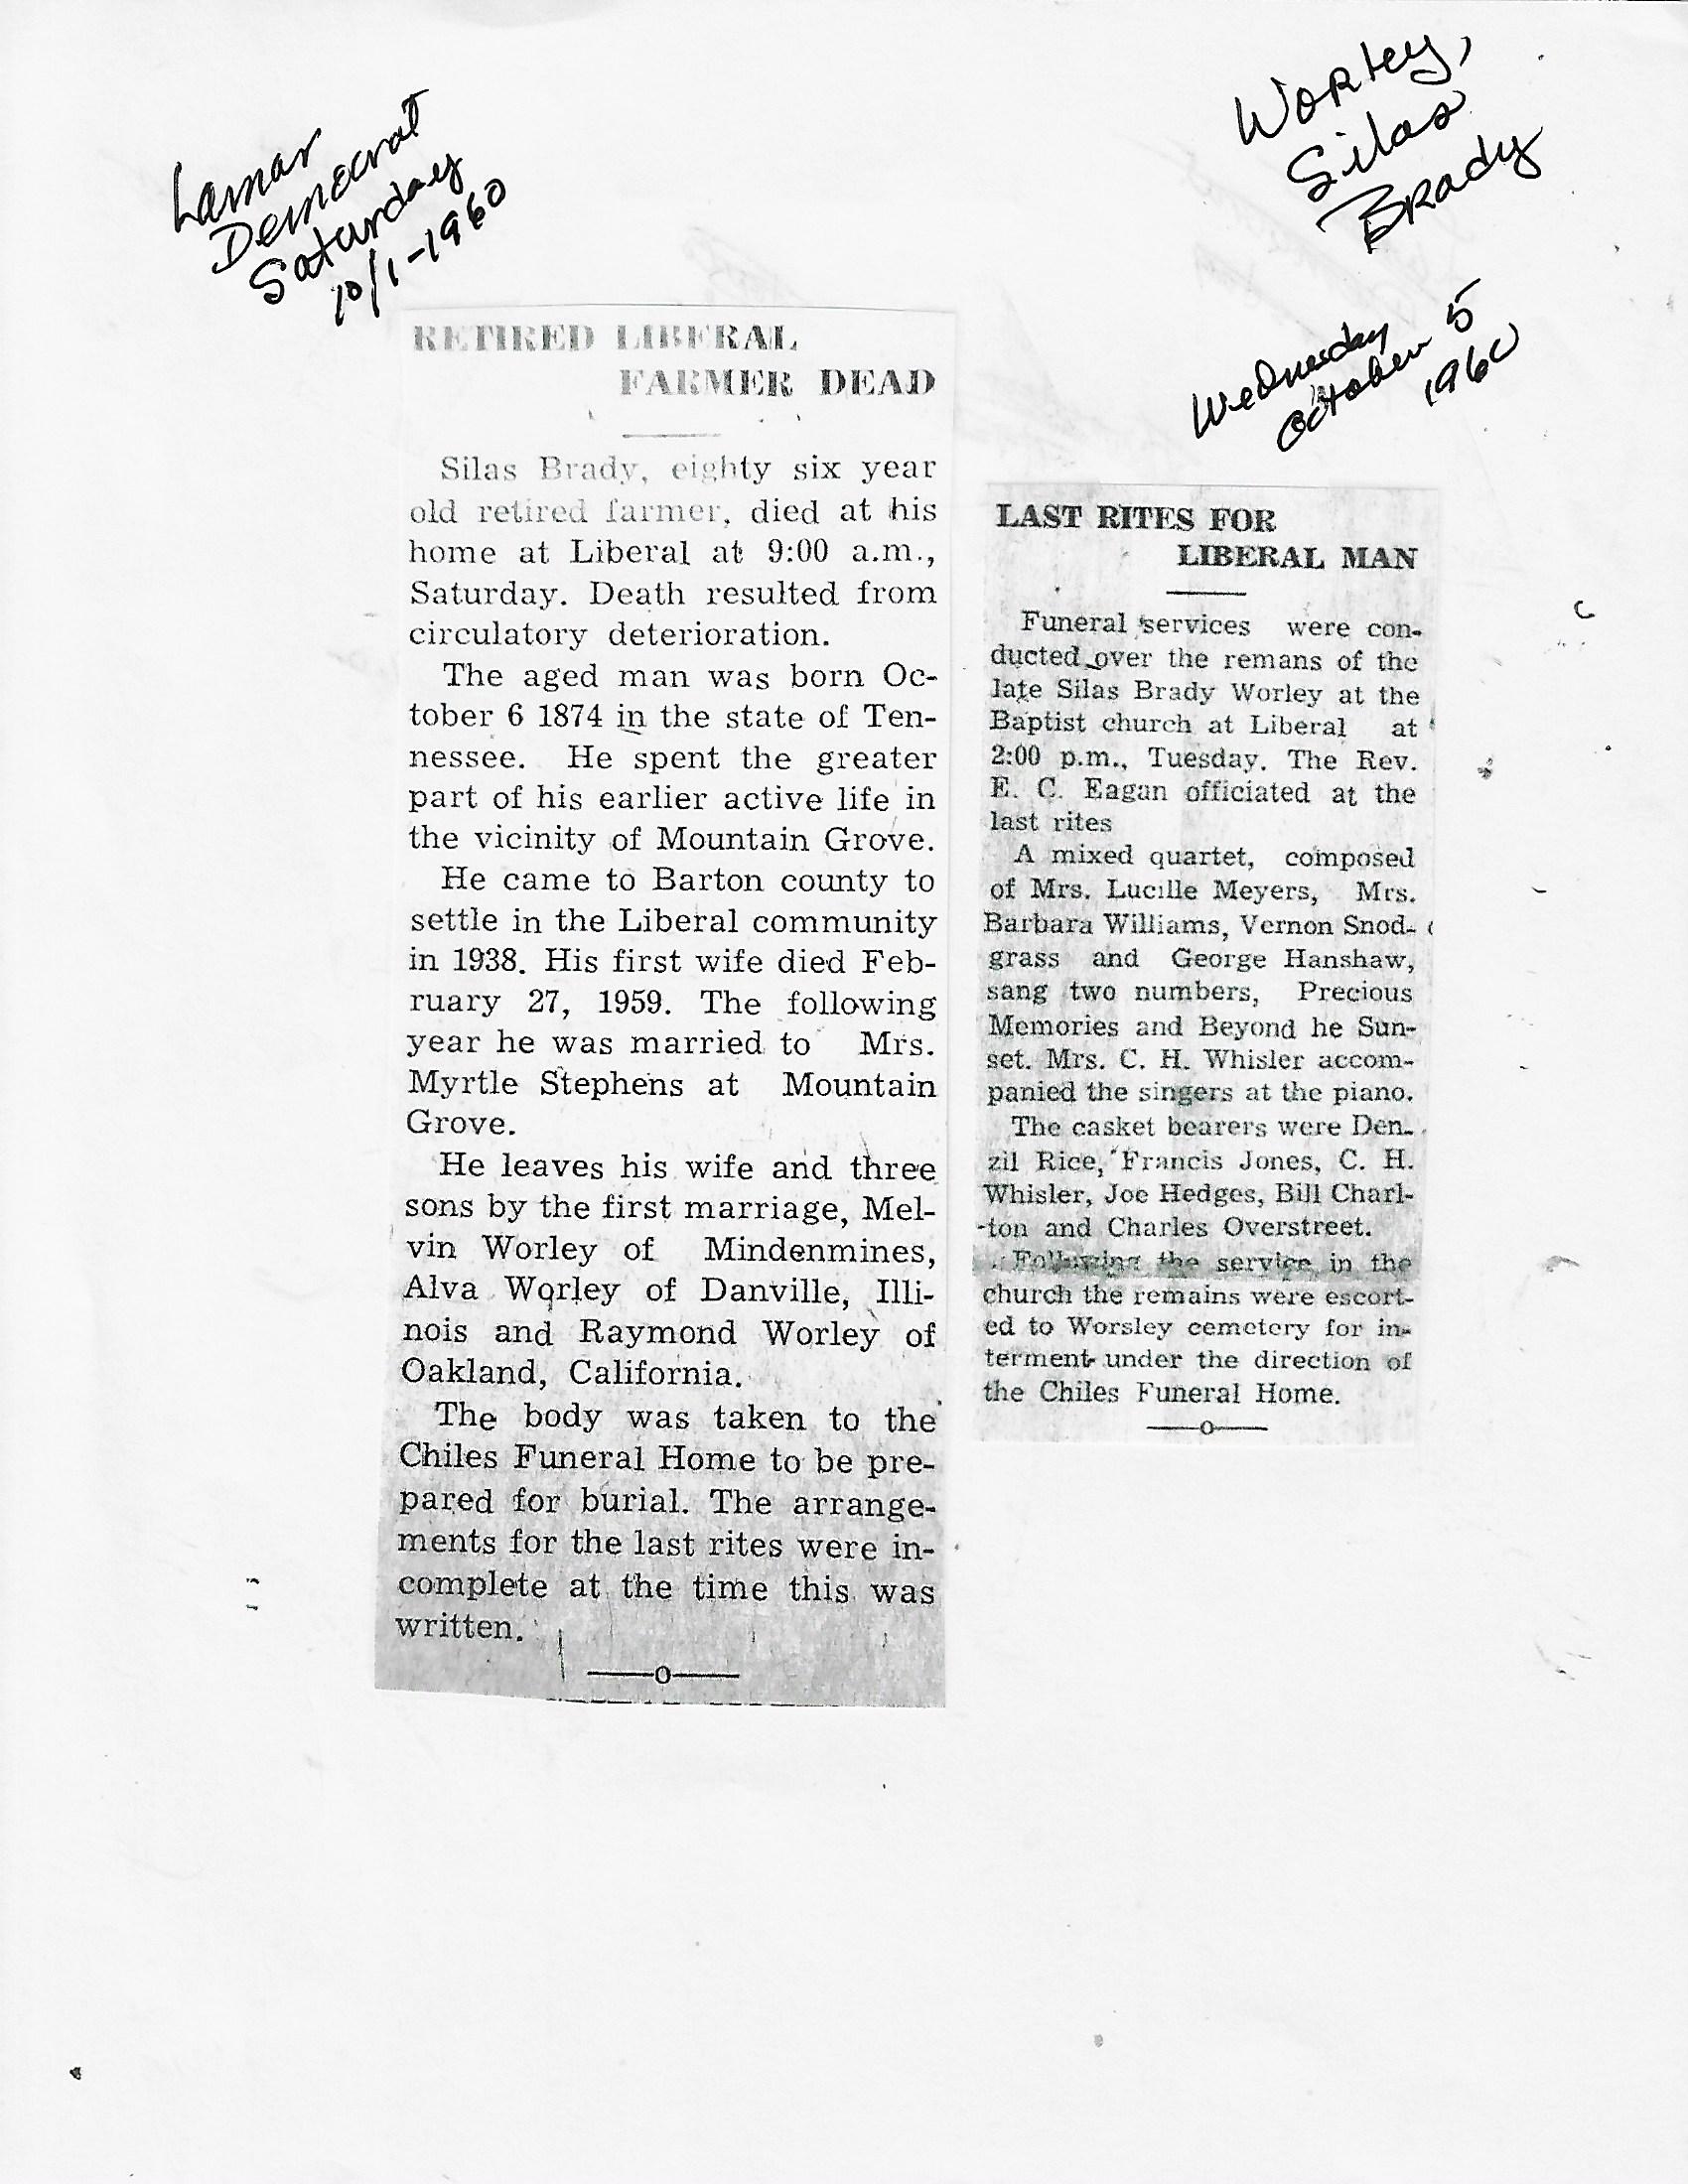 Lamar
Democrat
Saturday
10/1-1960
Worley,
Silas
Brady
Wednesday
October 5
1960
RETIRED LIBERAL
FARMER DEAD
Silas Brady, eighty six year
old retired farmer, died at his
home at Liberal at 9:00 a.m.,
Saturday. Death resulted from
circulatory deterioration.
The aged man was born Oc-
tober 6 1874 in the state of Ten-
nessee. He spent the greater
part of his earlier active life in
the vicinity of Mountain Grove.
He came to Barton county to
settle in the Liberal community
in 1938. His first wife died Feb-
ruary 27, 1959. The following
year he was married to Mrs.
Myrtle Stephens at Mountain
Grove.
He leaves his wife and three
sons by the first marriage, Mel-
vin Worley of Mindenmines,
Alva Worley of Danville, Illi-
nois and Raymond Worley of
Oakland, California.
The body was taken to the
Chiles Funeral Home to be pre-
pared for burial. The arrange-
ments for the last rites were in-
complete at the time this was
written.
——o——
LAST RITES FOR
LIBERAL MAN
Funeral services were con-
ducted over the remans of the
late Silas Brady Worley at the
Baptist church at Liberal at
2:00 p.m., Tuesday. The Rev.
E. C. Eagan officiated at the
last rites
A mixed quartet, composed
of Mrs. Lucille Meyers, Mrs.
Barbara Williams, Vernon Snod-
grass and George Hanshaw,
sang two numbers, Precious
Memories and Beyond he Sun-
set. Mrs. C. H. Whisler accom-
panied the singers at the piano.
The casket bearers were Den-
zil Rice, Francis Jones, C. H.
Whisler, Joe Hedges, Bill Charl-
ton and Charles Overstreet.
Following the service in the
church the remains were escort-
ed to Worsley cemetery for in-
terment under the direction of
the Chiles Funeral Home.
——o——